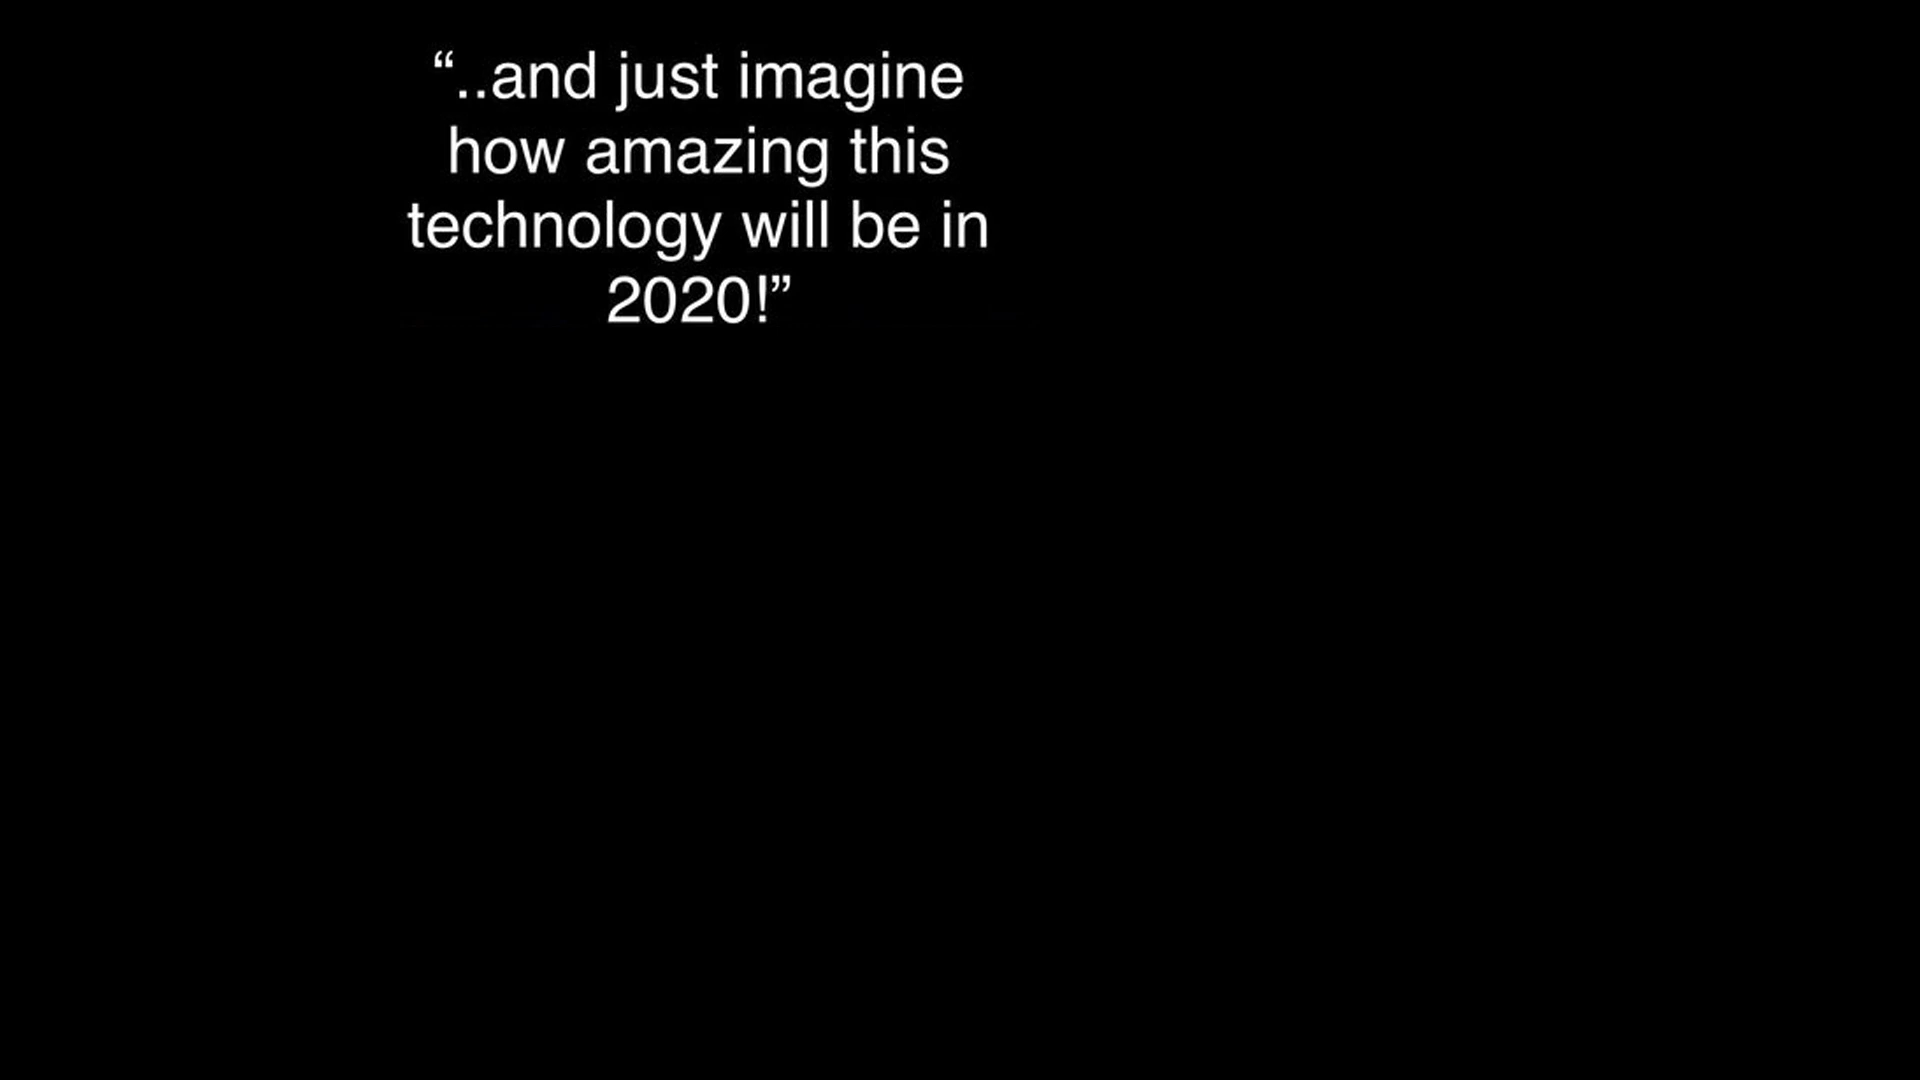 “..and just imagine
how amazing this
technology will be in
2020!”